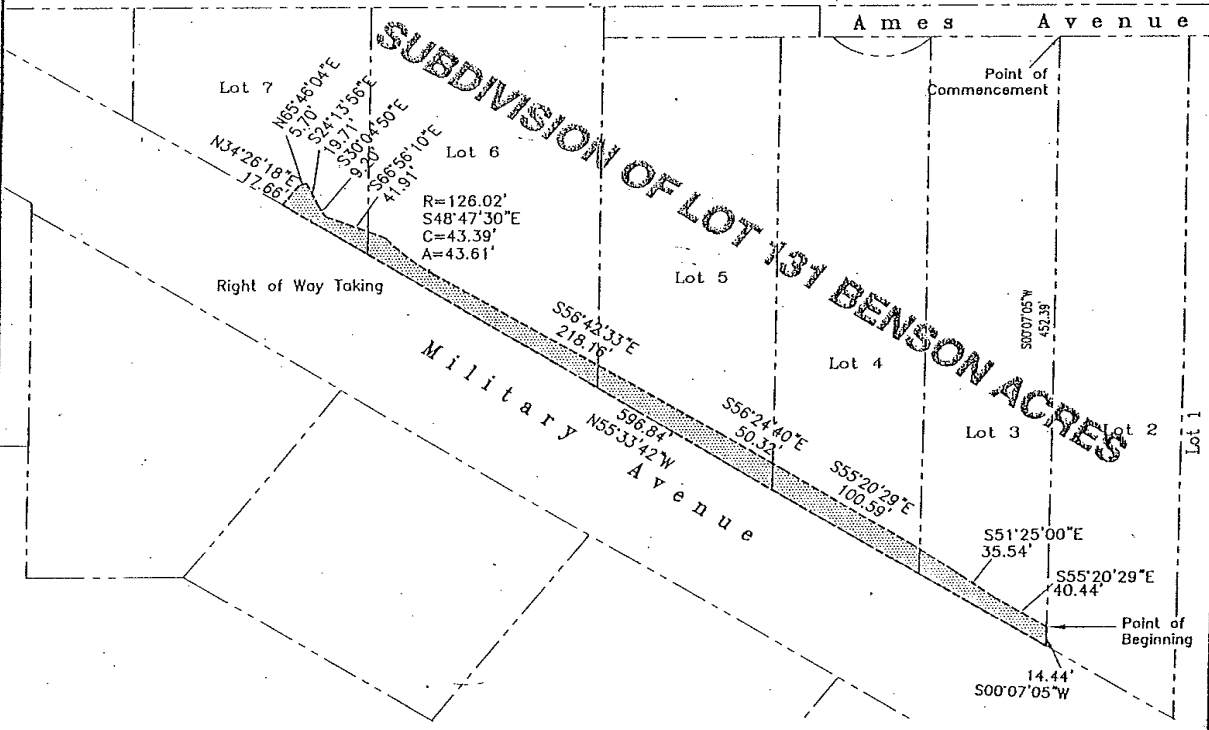 Ames Avenue
Point of
Commencement
SUBDIVISION OF LOT 131 BENSON ACRES
Lot 7
N65°46'04"E
5.70'
S24°13'56"E
19.71'
S30°04'50"E
9.20'
S66°56'10"E
41.91'
N34°26'18"E
17.66'
Lot 6
R=126.02'
S48°47'30"E
C=43.39'
A=43.61'
Right of Way Taking
Lot 5
S00°07'05"W
452.39'
Lot 4
Lot 3
Lot 2
Lot 1
S56°42'33"E
218.16'
Military Avenue
596.84'
N55°33'42"W
S56°24'40"E
50.32'
S55°20'29"E
100.59'
S51°25'00"E
35.54'
S55°20'29"E
40.44'
Point of
Beginning
14.44'
S00°07'05"W